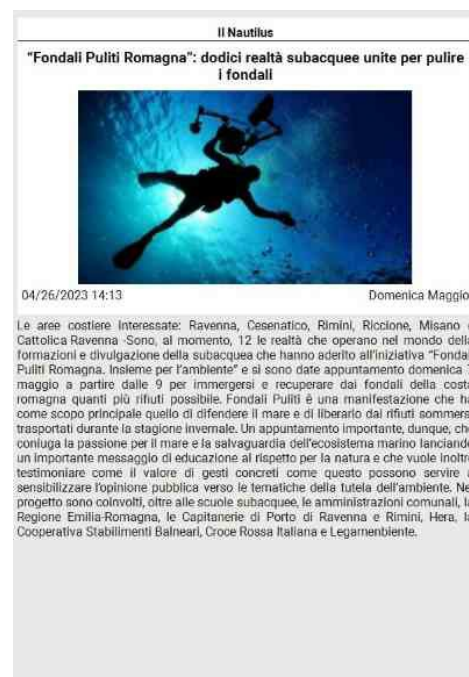 Il Nautilus
"Fondali Puliti Romagna": dodici realtà subacquee unite per pulire
i fondali
04/26/2023 14:13
Domenica Maggio
Le aree costiere interessate: Ravenna, Cesenatico, Rimini, Riccione, Misano
Cattolica Ravenna -Sono, al momento, 12 le realtà che operano nel mondo della
formazioni e divulgazione della subacquea che hanno aderito all'iniziativa "Fondali
Puliti Romagna. Insieme per l'ambiente" e si sono date appuntamento domenica 7
maggio a partire dalle 9 per immergersi e recuperare dai fondali della costa
romagna quanti più rifiuti possibile. Fondali Puliti è una manifestazione che ha
come scopo principale quello di difendere il mare e di liberarlo dai rifiuti sommersi
trasportati durante la stagione invernale. Un appuntamento importante, dunque, che
coniuga la passione per il mare e la salvaguardia dell'ecosistema marino lanciando
un importante messaggio di educazione al rispetto per la natura e che vuole inoltre
testimoniare come il valore di gesti concreti come questo possono servire a
sensibilizzare l'opinione pubblica verso le tematiche della tutela dell'ambiente. Nel
progetto sono coinvolti, oltre alle scuole subacquee, le amministrazioni comunali, la
Regione Emilia-Romagna, le Capitanerie di Porto di Ravenna e Rimini, Hera, la
Cooperativa Stabilimenti Balneari, Croce Rossa Italiana e Legamenbiente.